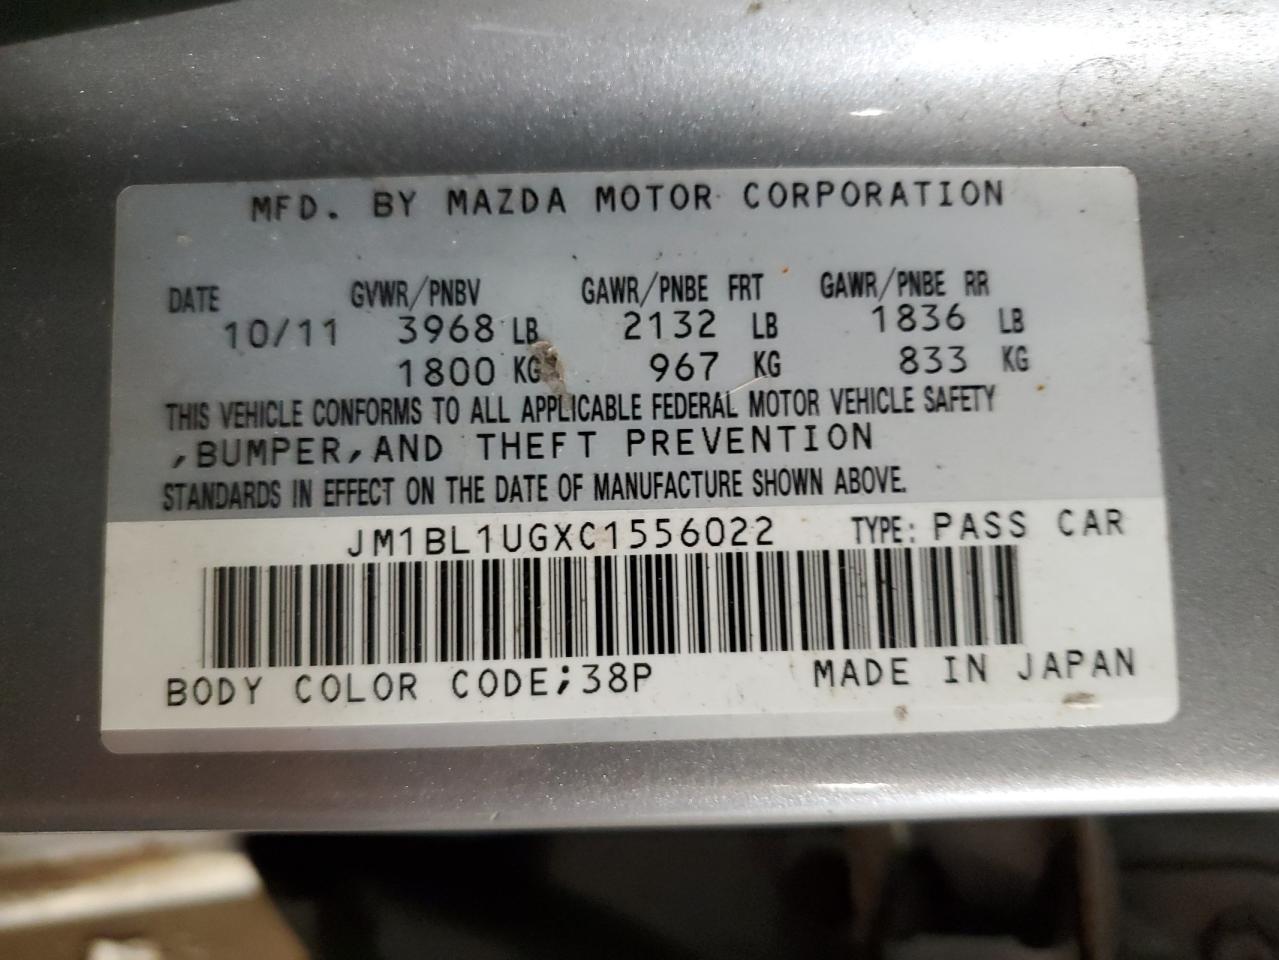 MFD. BY MAZDA MOTOR CORPORATION
DATE GVWR/PNBV GAWR/PNBE FRT GAWR/PNBE RR
10/11 3968 LB 2132 LB 1836 LB
1800 KG 967 KG 833 KG
THIS VEHICLE CONFORMS TO ALL APPLICABLE FEDERAL MOTOR VEHICLE SAFETY
,BUMPER,AND THEFT PREVENTION
STANDARDS IN EFFECT ON THE DATE OF MANUFACTURE SHOWN ABOVE.
JM1BL1UGXC1556022 TYPE: PASS CAR
BODY COLOR CODE;38P MADE IN JAPAN